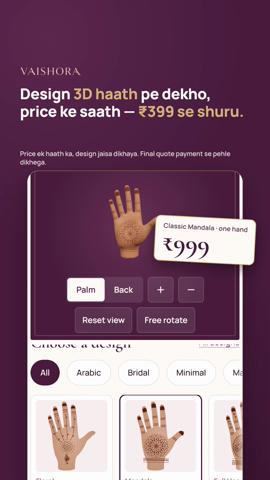 VAISHORA
Design 3D haath pe dekho,
price ke saath — ₹399 se shuru.
Price ek haath ka, design jaisa dikhaya. Final quote payment se pehle
dikhega.
Classic Mandala · one hand
₹999
Palm
Back
+
−
Reset view
Free rotate
Choose a design
All
Arabic
Bridal
Minimal